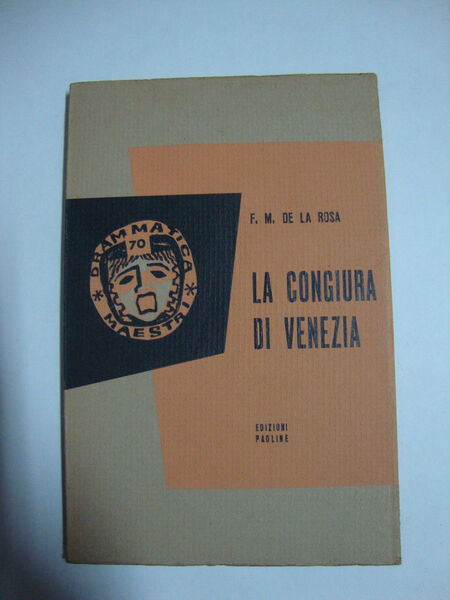 DRAMMATICA
70
* MAESTRI *
F. M. DE LA ROSA
LA CONGIURA
DI VENEZIA
EDIZIONI
PAOLINE